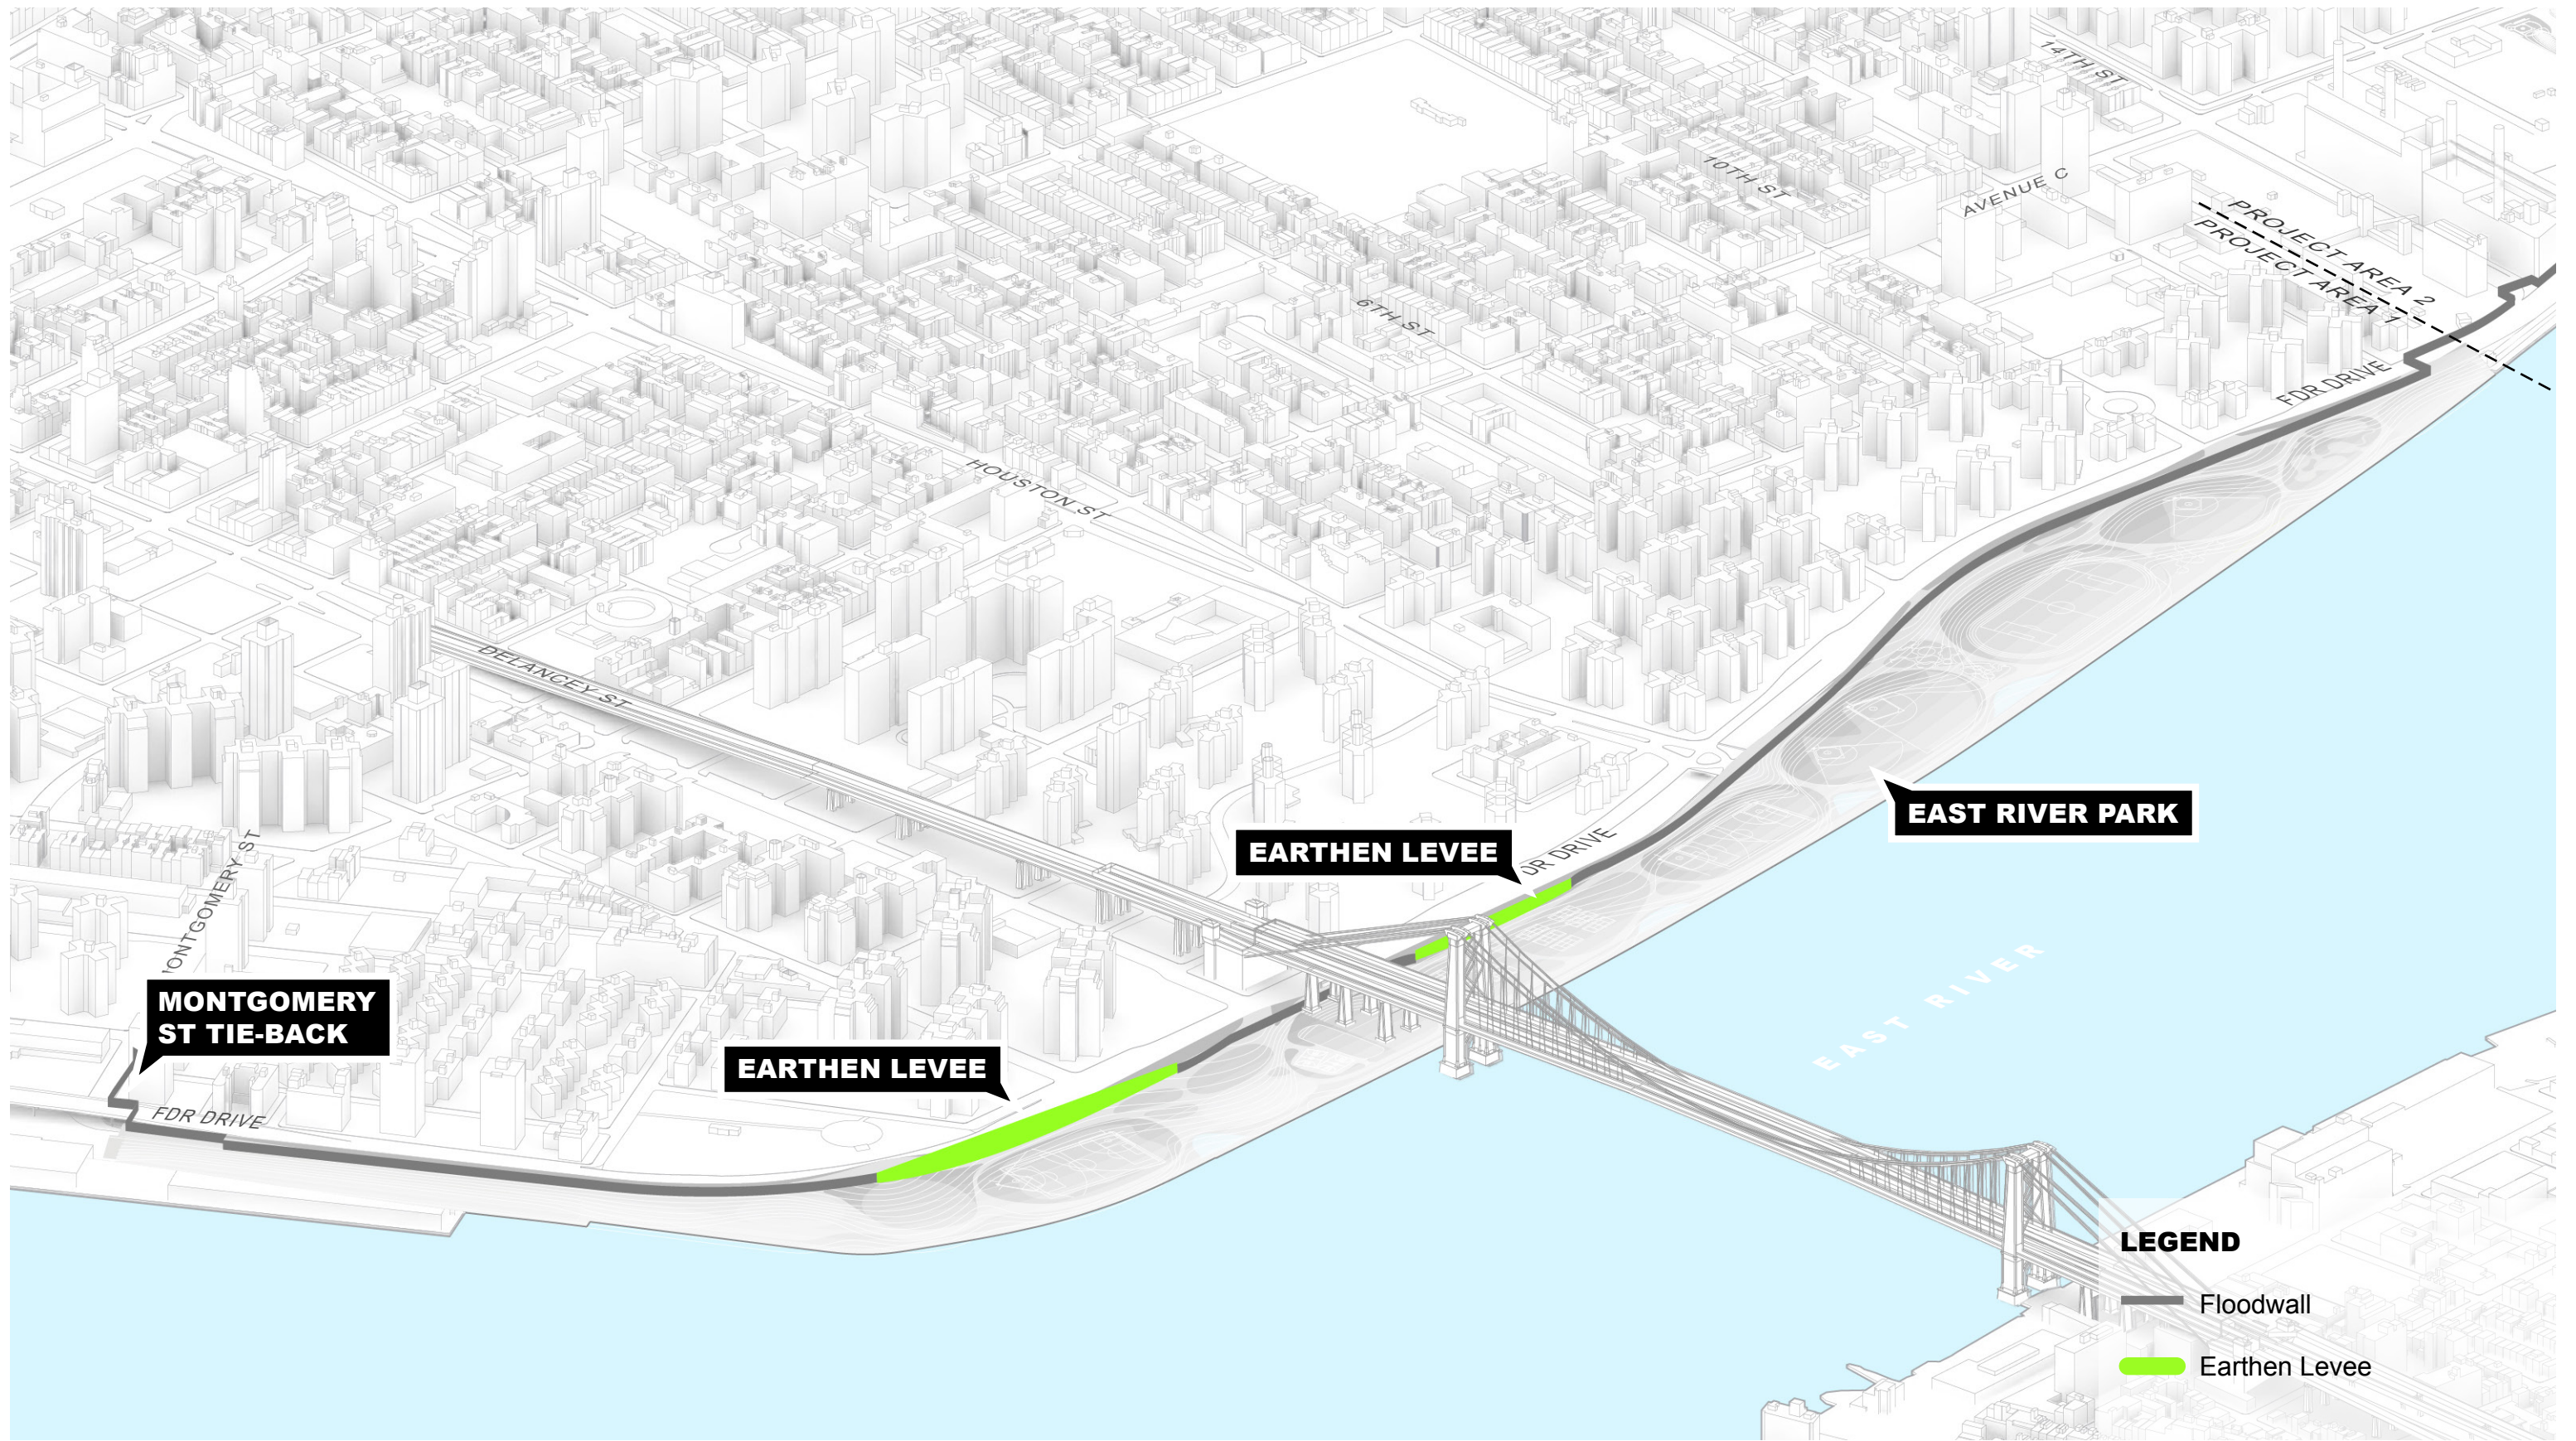 14TH ST
10TH ST
AVENUE C
PROJECT AREA 2
PROJECT AREA 1
6TH ST
FDR DRIVE
HOUSTON ST
DELANCEY ST
EAST RIVER PARK
EARTHEN LEVEE
DR DRIVE
ONTGOMERY ST
EAST RIVER
MONTGOMERY
ST TIE-BACK
EARTHEN LEVEE
FDR DRIVE
LEGEND
Floodwall
Earthen Levee